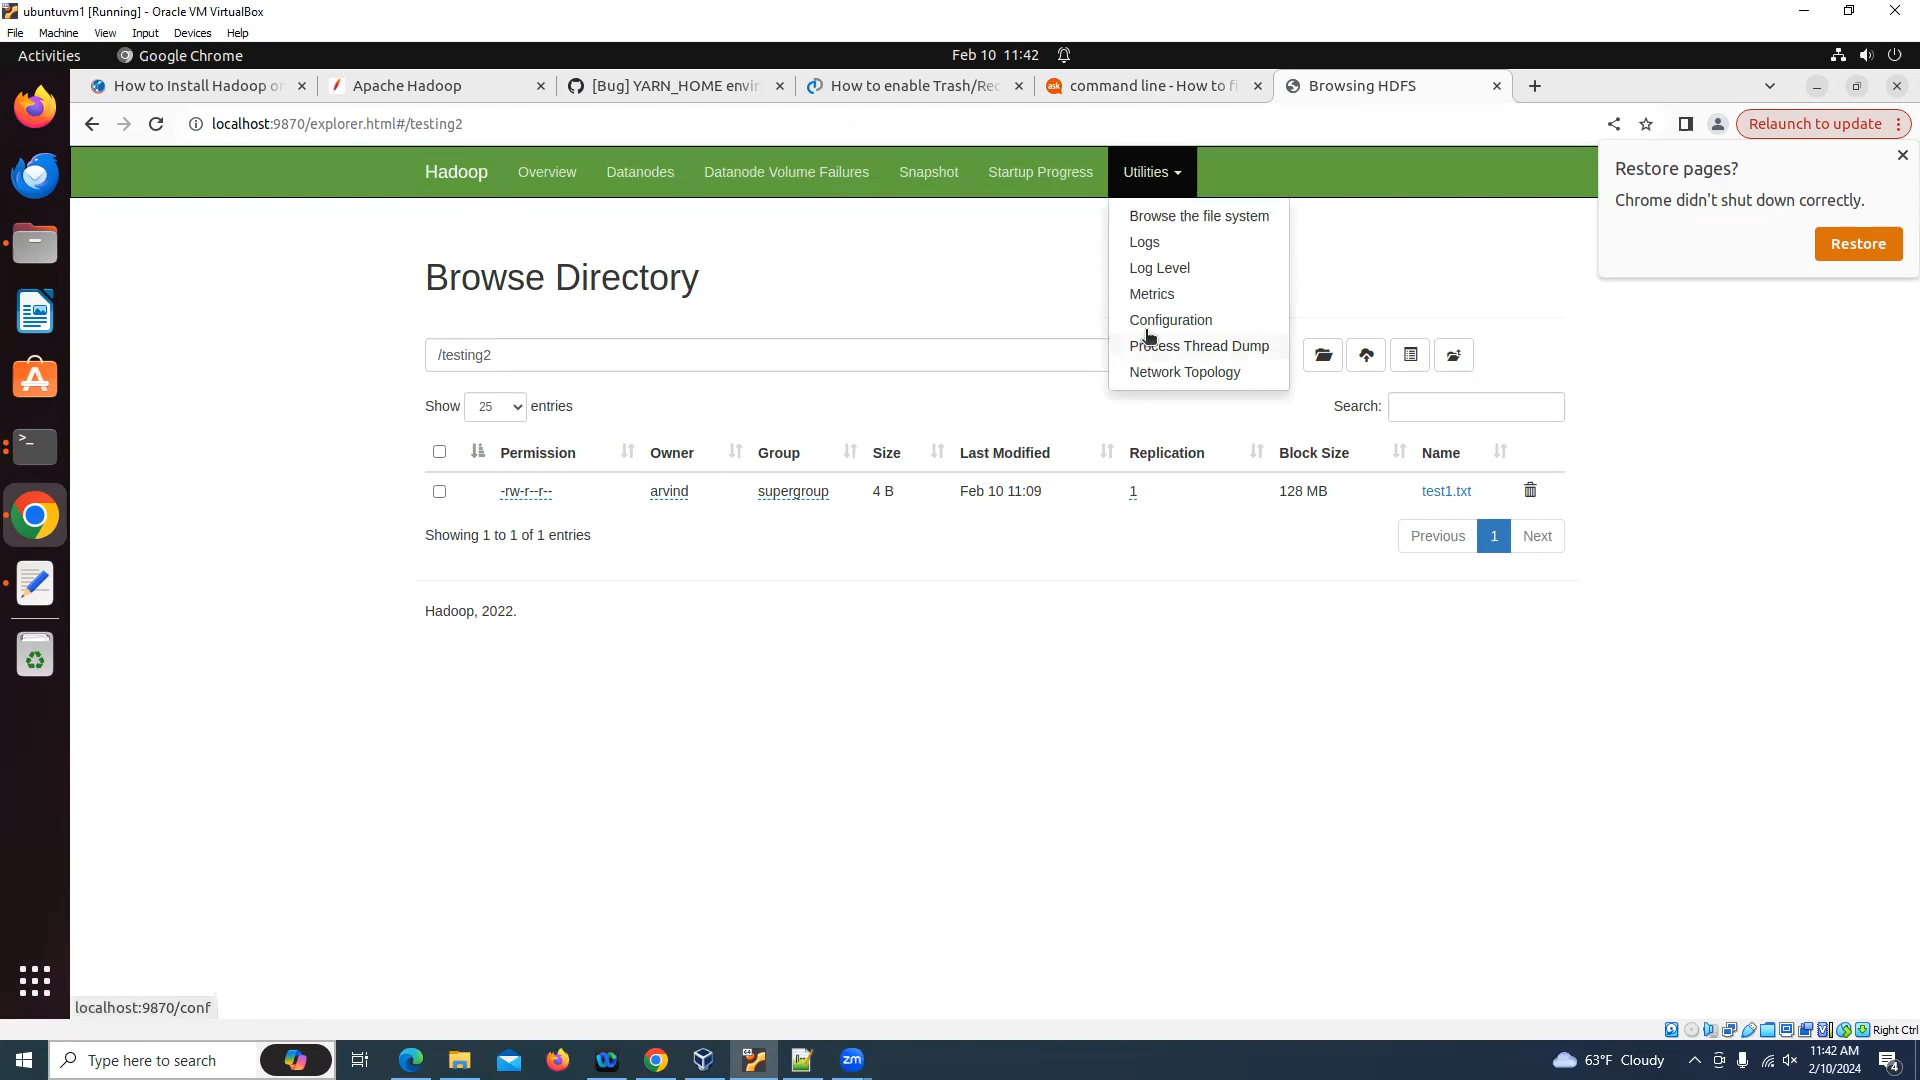 ubuntuvm1 [Running] - Oracle VM VirtualBox
File Machine View Input Devices Help
Activities Google Chrome Feb 10 11:42
How to Install Hadoop or Apache Hadoop [Bug] YARN_HOME envir How to enable Trash/Rec command line - How to fi Browsing HDFS
localhost:9870/explorer.html#/testing2 Relaunch to update
Hadoop Overview Datanodes Datanode Volume Failures Snapshot Startup Progress Utilities
Restore pages?
Chrome didn't shut down correctly.
Restore
Browse the file system
Logs
Log Level
Metrics
Configuration
Process Thread Dump
Network Topology
Browse Directory
/testing2
Show 25 entries Search:
Permission Owner Group Size Last Modified Replication Block Size Name
-rw-r--r-- arvind supergroup 4 B Feb 10 11:09 1 128 MB test1.txt
Showing 1 to 1 of 1 entries Previous 1 Next
Hadoop, 2022.
localhost:9870/conf
Right Ctrl
Type here to search zm 63°F Cloudy 11:42 AM
2/10/2024 4